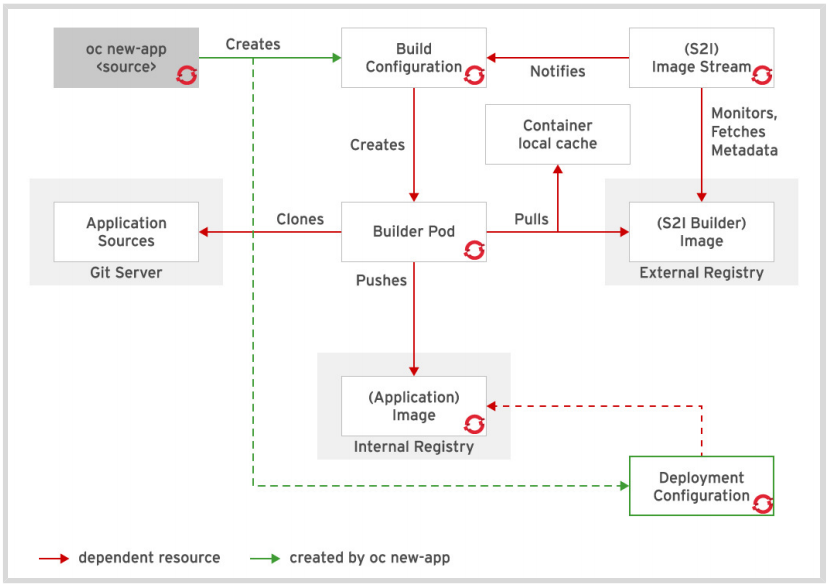 oc new-app
<source>
Creates
Build
Configuration
Notifies
(S2I)
Image Stream
Monitors,
Fetches
Metadata
Container
local cache
Creates
Application
Sources
Git Server
Clones
Builder Pod
Pulls
(S2I Builder)
Image
External Registry
Pushes
(Application)
Image
Internal Registry
Deployment
Configuration
dependent resource
created by oc new-app